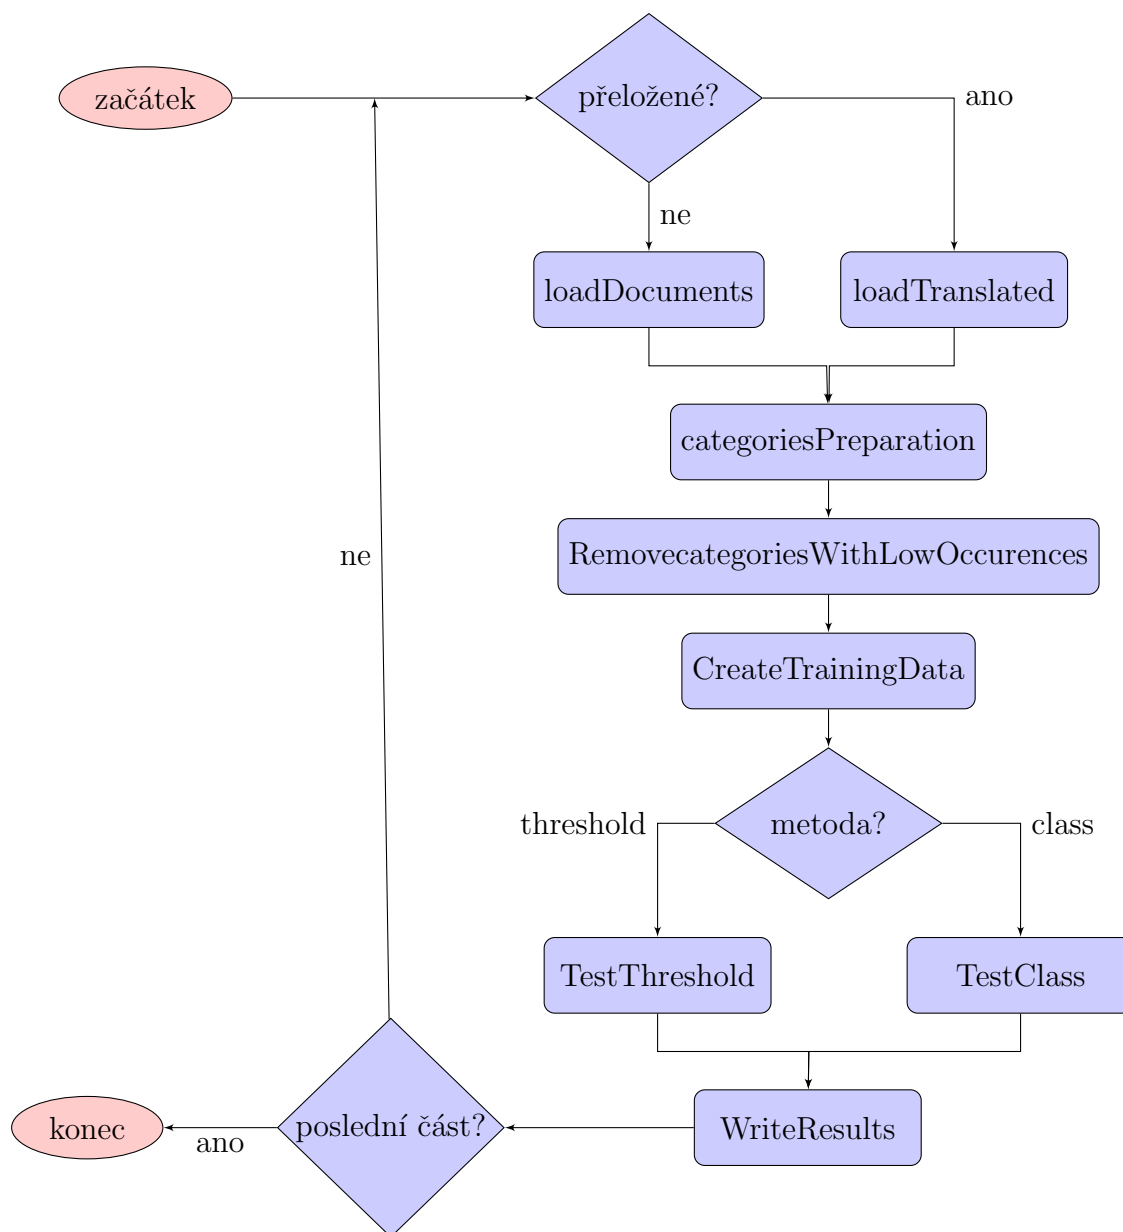 začátek
přeložené?
ano
ne
loadDocuments
loadTranslated
categoriesPreparation
RemovecategoriesWithLowOccurences
ne
CreateTrainingData
threshold
metoda?
class
TestThreshold
TestClass
konec
ano
poslední část?
WriteResults